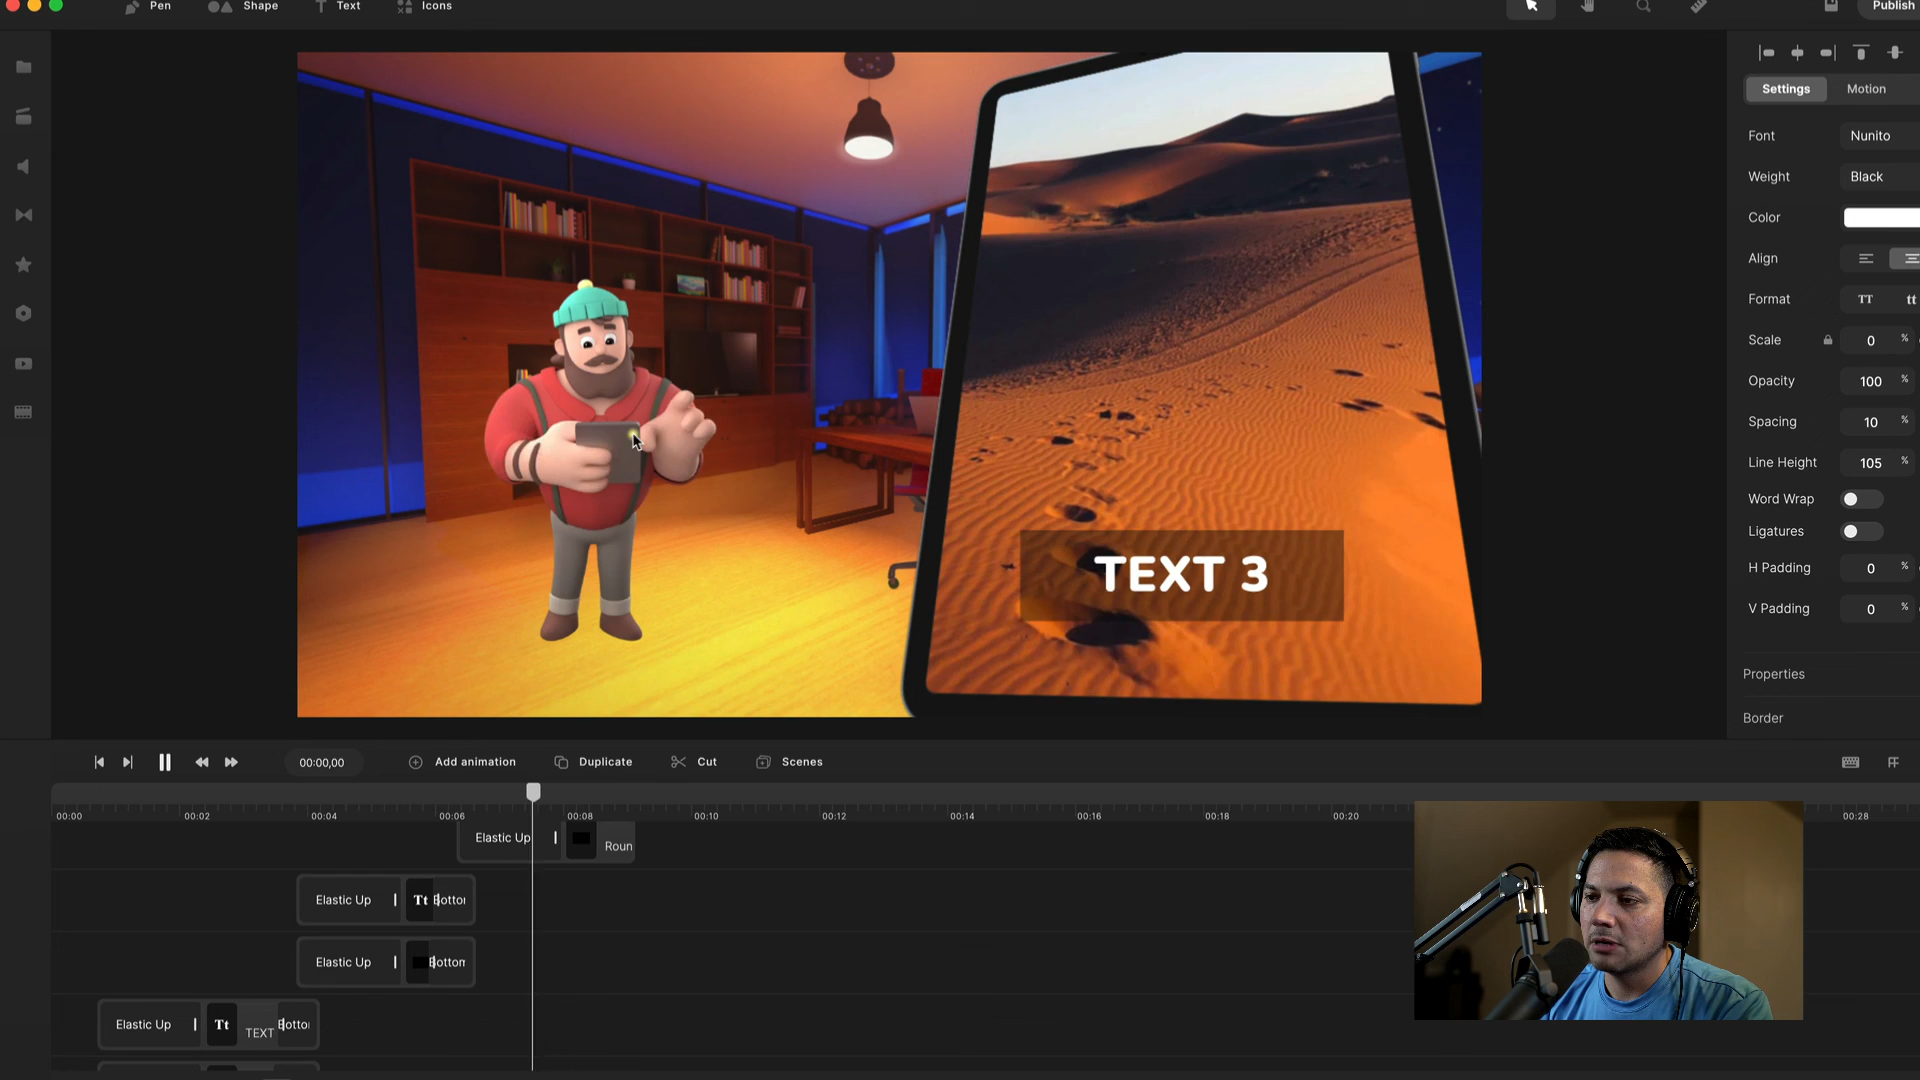 Pen Shape Text Icons Publish
Settings Motion
Font Nunito
Weight Black
Color
Align
Format TT tt
Scale 0 %
Opacity 100 %
Spacing 10 %
Line Height 105 %
Word Wrap
Ligatures
H Padding 0 %
V Padding 0 %
Properties
Border
TEXT 3
00:00,00 Add animation Duplicate Cut Scenes
00:00 00:02 00:04 00:06 00:08 00:10 00:12 00:14 00:16 00:18 00:20 00:28
Elastic Up Roun
Elastic Up Tt Bottor
Elastic Up Bottom
Elastic Up Tt TEXT Bottor